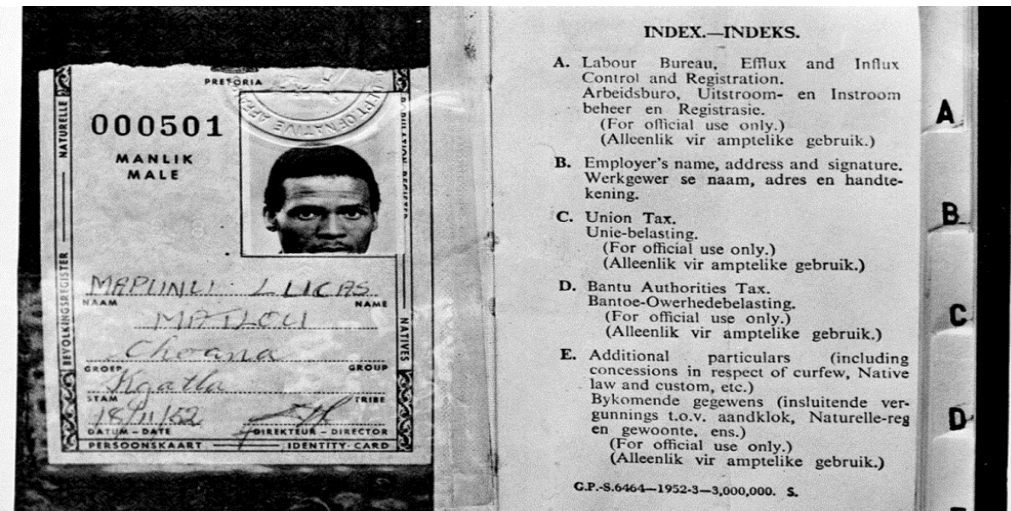 PRETORIA
DEPT OF NATIVE
NATURELLE
BEVOLKINGSREGISTER
NATIVES
000501
MANLIK
MALE
LUCAS
NAAM
NAME
Choana
GROEP
GROUP
Kgatla
STAM
TRIBE
18/11/52
DATUM – DATE
DIREKTEUR – DIRECTOR
PERSOONSKAART
IDENTITY-CARD
INDEX.—INDEKS.
A. Labour Bureau, Efflux and Influx
Control and Registration.
Arbeidsburo, Uitstroom- en Instroom
beheer en Registrasie.
(For official use only.)
(Alleenlik vir amptelike gebruik.)
B. Employer's name, address and signature.
Werkgewer se naam, adres en handte-
kening.
C. Union Tax.
Unie-belasting.
(For official use only.)
(Alleenlik vir amptelike gebruik.)
D. Bantu Authorities Tax.
Bantoe-Owerhedebelasting.
(For official use only.)
(Alleenlik vir amptelike gebruik.)
E. Additional particulars (including
concessions in respect of curfew, Native
law and custom, etc.)
Bykomende gegewens (insluitende ver-
gunnings t.o.v. aandklok, Naturelle-reg
en gewoonte, ens.)
(For official use only.)
(Alleenlik vir amptelike gebruik.)
G.P.-S.6464—1952-3—3,000,000. S.
A
B
C
D